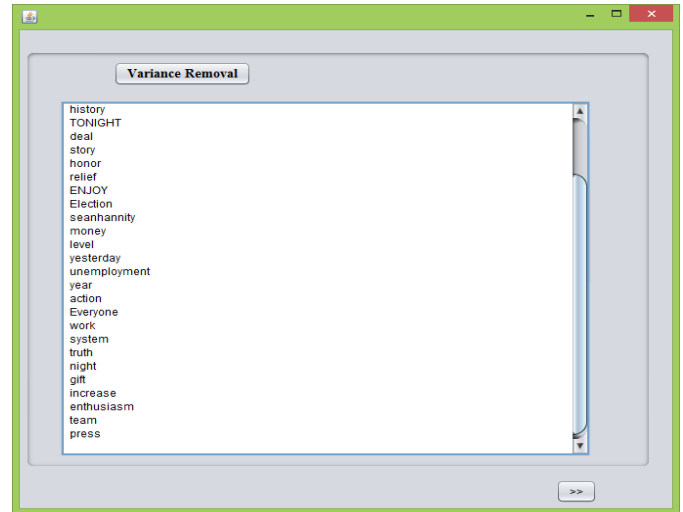 Variance Removal
history
TONIGHT
deal
story
honor
relief
ENJOY
Election
seanhannity
money
level
yesterday
unemployment
year
action
Everyone
work
system
truth
night
gift
increase
enthusiasm
team
press
>>